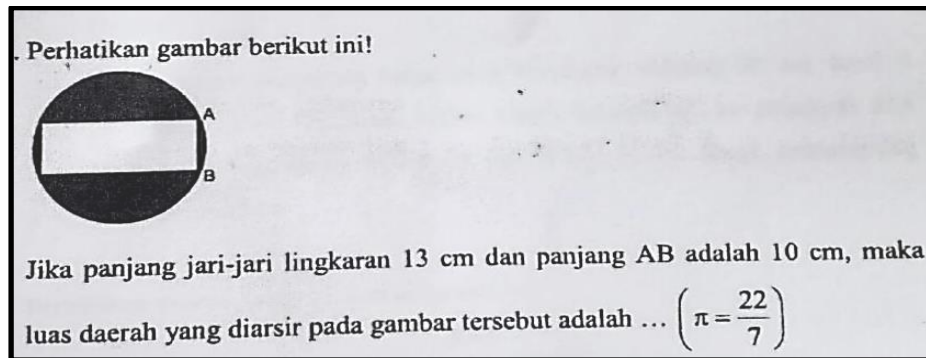 . Perhatikan gambar berikut ini!
A
B
Jika panjang jari-jari lingkaran 13 cm dan panjang AB adalah 10 cm, maka
luas daerah yang diarsir pada gambar tersebut adalah ... (π = 22/7)